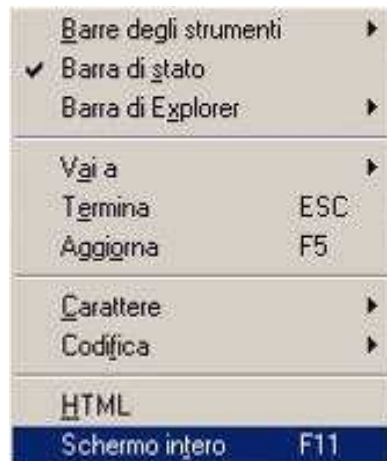 Barre degli strumenti
Barra di stato
Barra di Explorer
Vai a
Termina ESC
Aggiorna F5
Carattere
Codifica
HTML
Schermo intero F11